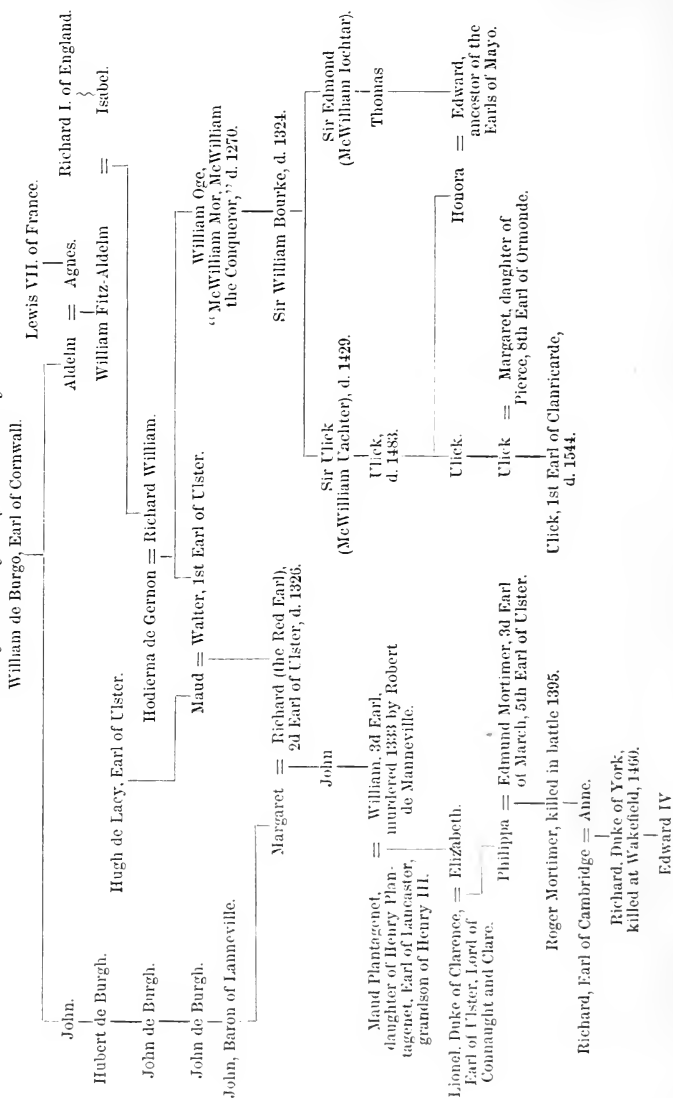 William de Burgo, Earl of Cornwall.
Lewis VII. of France.
John.
Aldelm = Agnes.
Richard I. of England.
Hubert de Burgh.
Hugh de Lacy, Earl of Ulster.
William Fitz-Aldelm = Isabel.
John de Burgh.
Hodierna de Gernon = Richard William.
John de Burgh.
Maud = Walter, 1st Earl of Ulster.
William Oge,
"McWilliam Mor, McWilliam
the Conqueror," d. 1270.
John, Baron of Lanneville.
Margaret = Richard (the Red Earl),
2d Earl of Ulster, d. 1326.
Sir William Bourke, d. 1324.
John
Sir Ulick
(McWilliam Uachter), d. 1429.
Sir Edmond
(McWilliam Iochtar).
Maud Plantagenet,
daughter of Henry Plan-
tagenet, Earl of Lancaster,
grandson of Henry III.
= William, 3d Earl,
murdered 1333 by Robert
de Manneville.
Ulick,
d. 1483.
Thomas
Lionel, Duke of Clarence,
Earl of Ulster, Lord of
Connaught and Clare.
= Elizabeth.
Ulick.
Honora = Edward,
ancestor of the
Earls of Mayo.
Philippa = Edmund Mortimer, 3d Earl
of March, 5th Earl of Ulster.
Ulick = Margaret, daughter of
Pierce, 8th Earl of Ormonde.
Roger Mortimer, killed in battle 1395.
Ulick, 1st Earl of Clanricarde,
d. 1544.
Richard, Earl of Cambridge = Anne.
Richard, Duke of York,
killed at Wakefield, 1460.
Edward IV